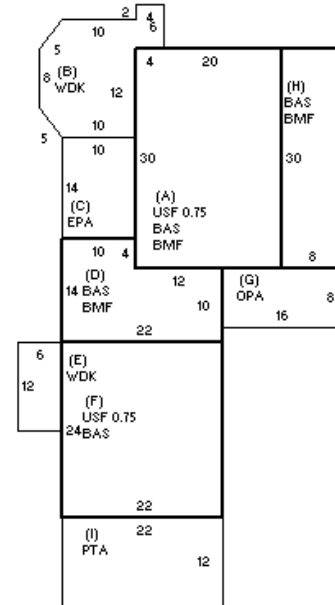 2 4
10 6
5
4 20
8 (B)
WDK
12
(H)
BAS
BMF
5 10
10
30 30
14
(C)
EPA
(A)
USF 0.75
BAS
BMF
10 4
8
(D)
14 BAS
BMF
12
10
(G)
OPA
8
16
22
6
12
(E)
WDK
(F)
USF 0.75
24 BAS
22
22
(I)
PTA
12